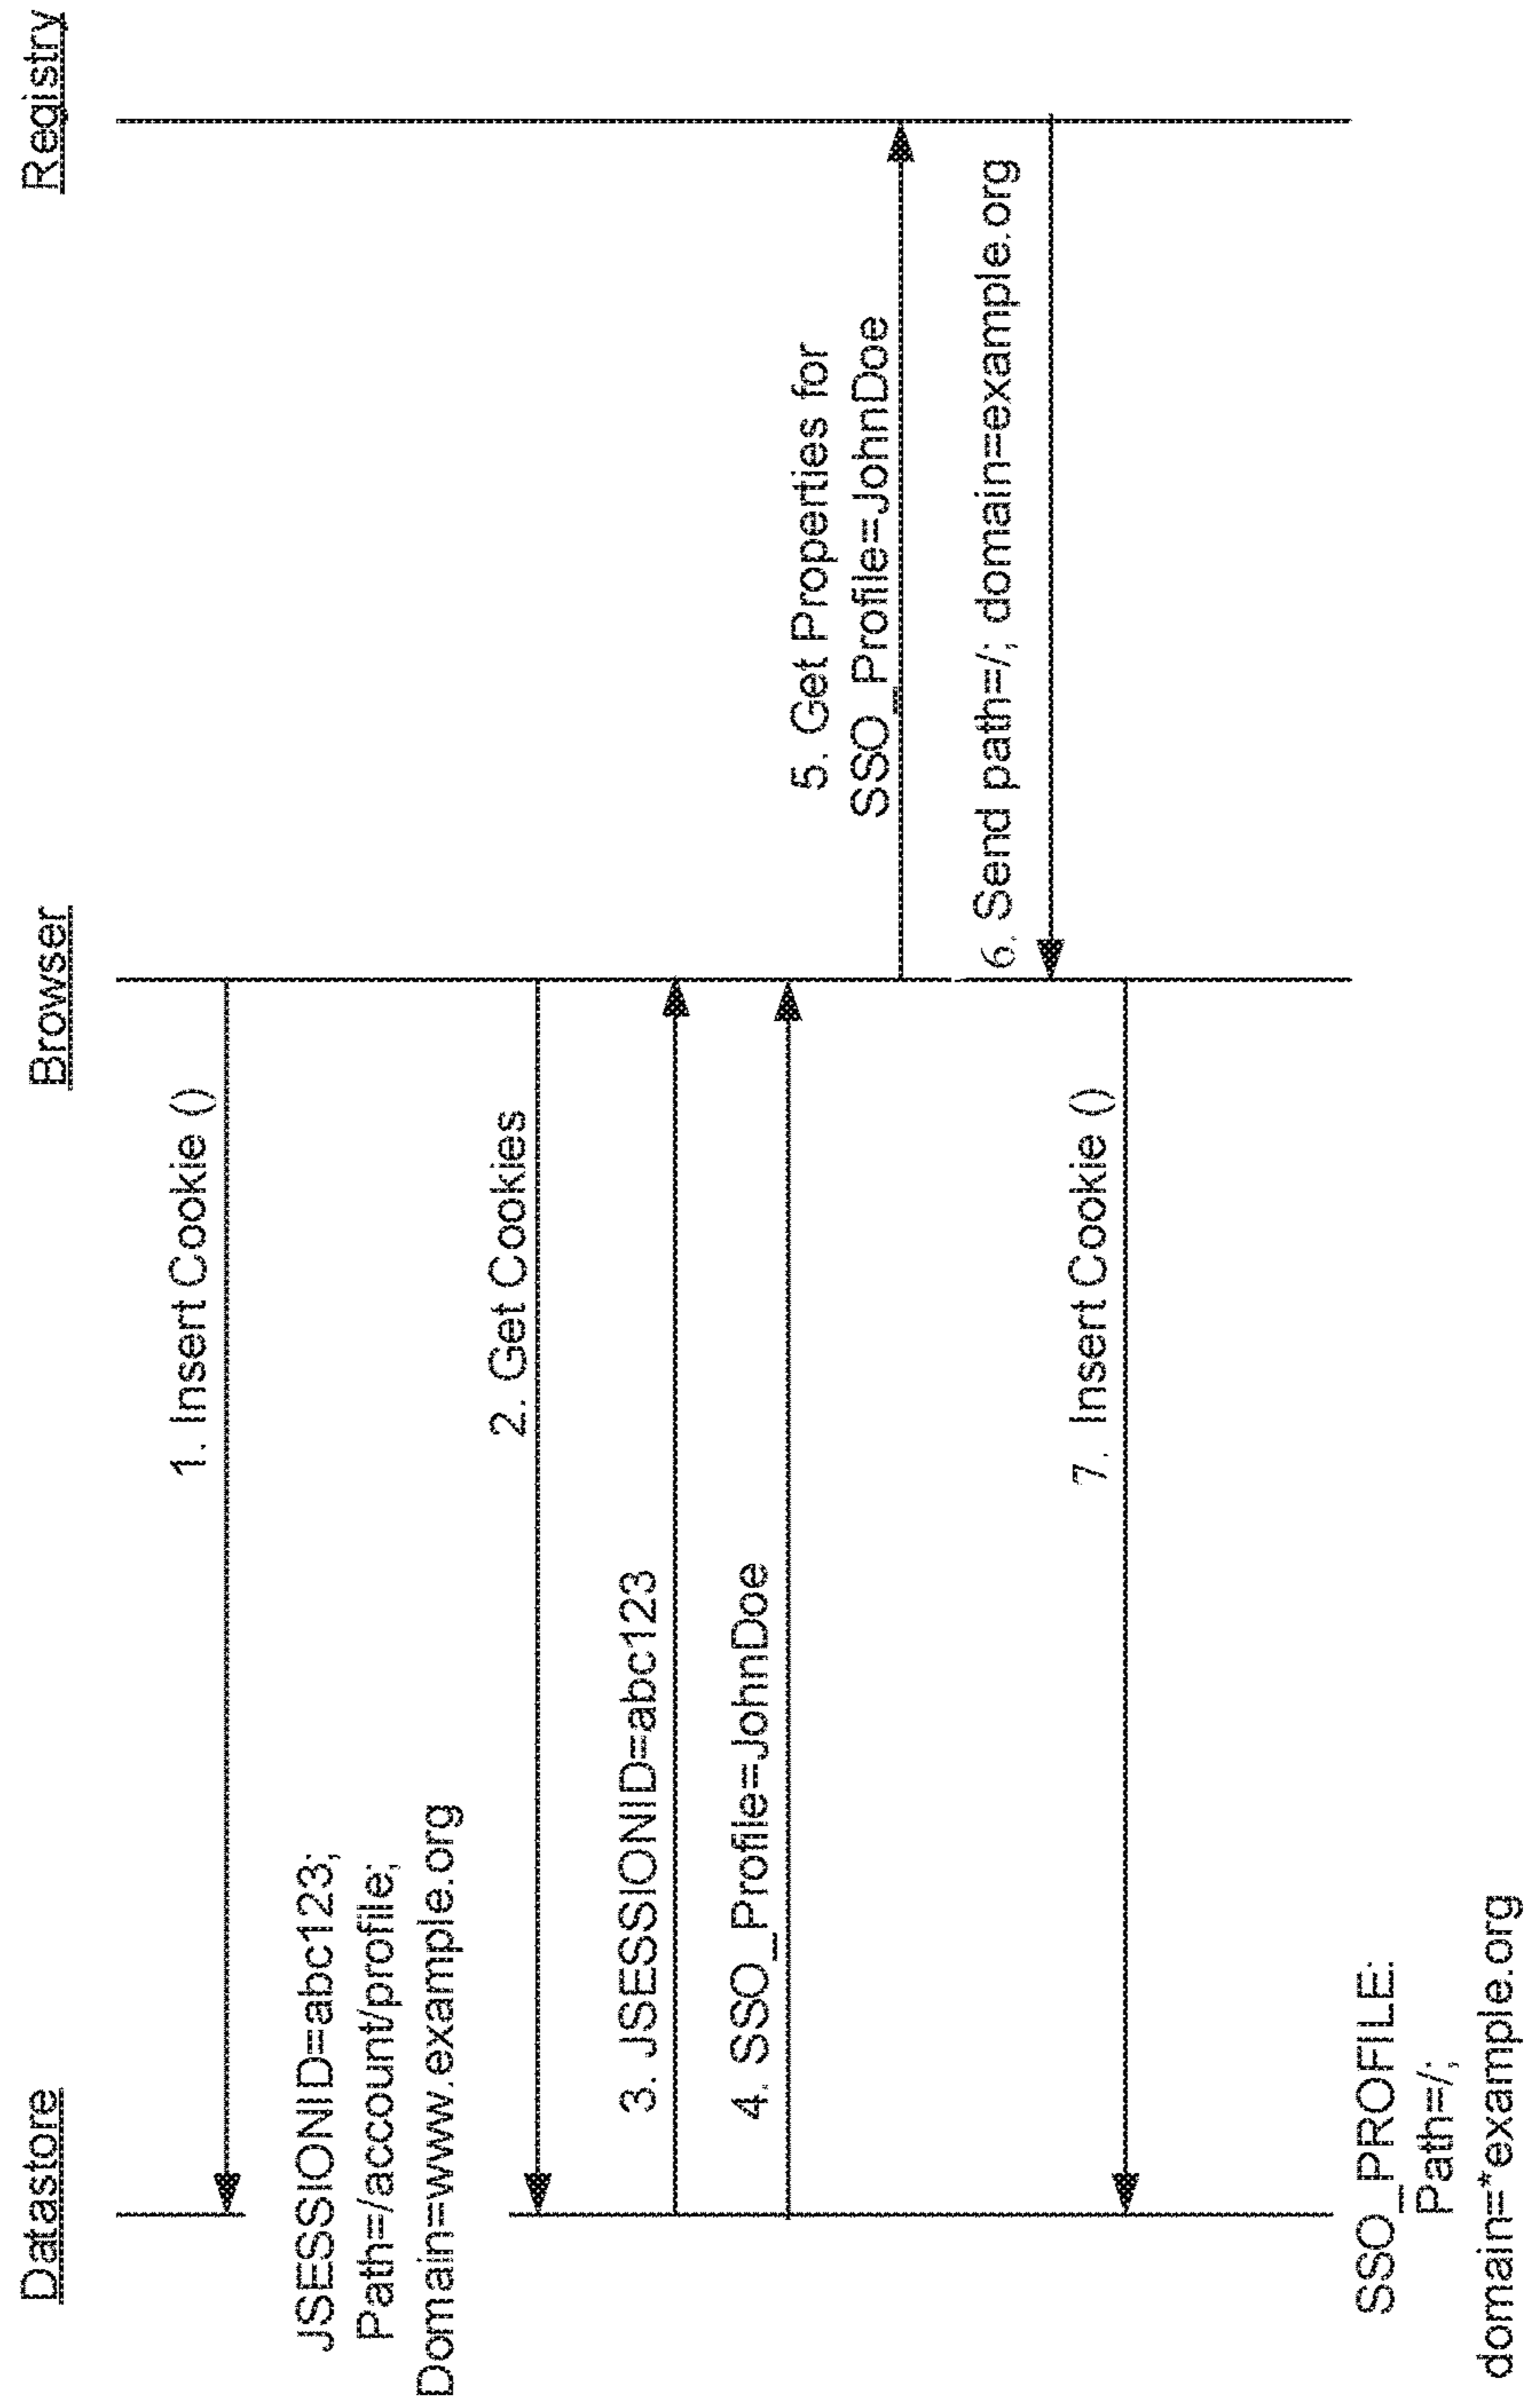 Datastore
Browser
Registry
1. Insert Cookie ()
JSESSIONID=abc123;
Path=/account/profile;
Domain=www.example.org
2. Get Cookies
3. JSESSIONID=abc123
4. SSO_Profile=JohnDoe
5. Get Properties for
SSO_Profile=JohnDoe
6. Send path=/; domain=example.org
7. Insert Cookie ()
SSO_PROFILE:
Path=/;
domain=*example.org